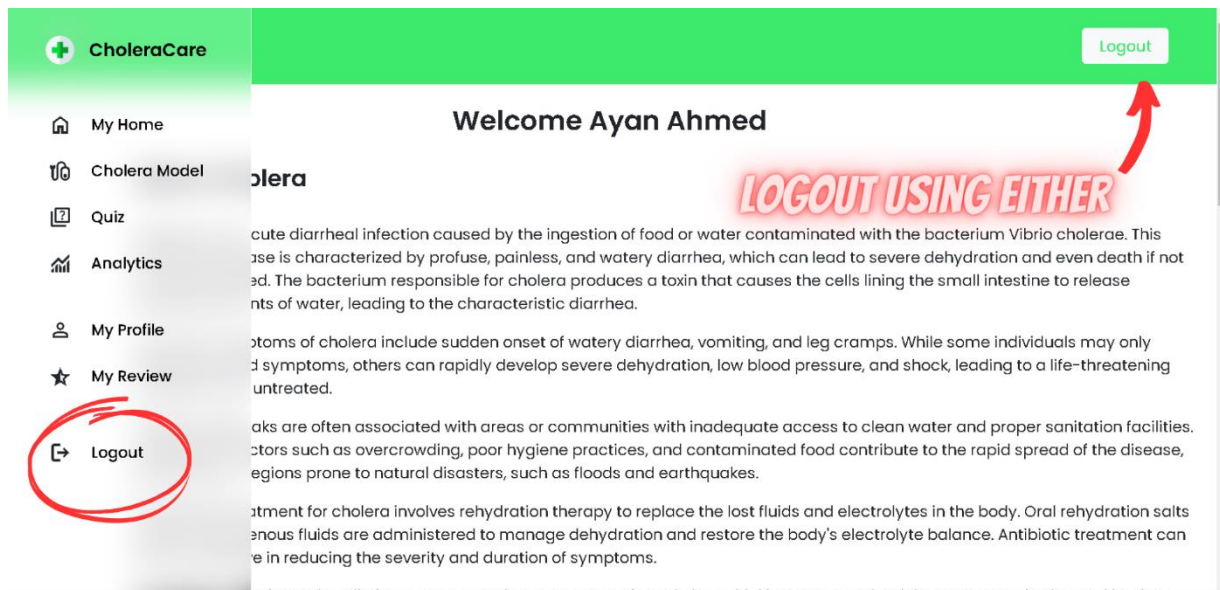 CholeraCare
Logout
My Home
Cholera Model
Quiz
Analytics
My Profile
My Review
Logout
Welcome Ayan Ahmed
LOGOUT USING EITHER
cute diarrheal infection caused by the ingestion of food or water contaminated with the bacterium Vibrio cholerae. This
is characterized by profuse, painless, and watery diarrhea, which can lead to severe dehydration and even death if not
The bacterium responsible for cholera produces a toxin that causes the cells lining the small intestine to release
of water, leading to the characteristic diarrhea.
of cholera include sudden onset of watery diarrhea, vomiting, and leg cramps. While some individuals may only
symptoms, others can rapidly develop severe dehydration, low blood pressure, and shock, leading to a life-threatening
untreated.
are often associated with areas or communities with inadequate access to clean water and proper sanitation facilities.
such as overcrowding, poor hygiene practices, and contaminated food contribute to the rapid spread of the disease,
egions prone to natural disasters, such as floods and earthquakes.
for cholera involves rehydration therapy to replace the lost fluids and electrolytes in the body. Oral rehydration salts
fluids are administered to manage dehydration and restore the body's electrolyte balance. Antibiotic treatment can
in reducing the severity and duration of symptoms.